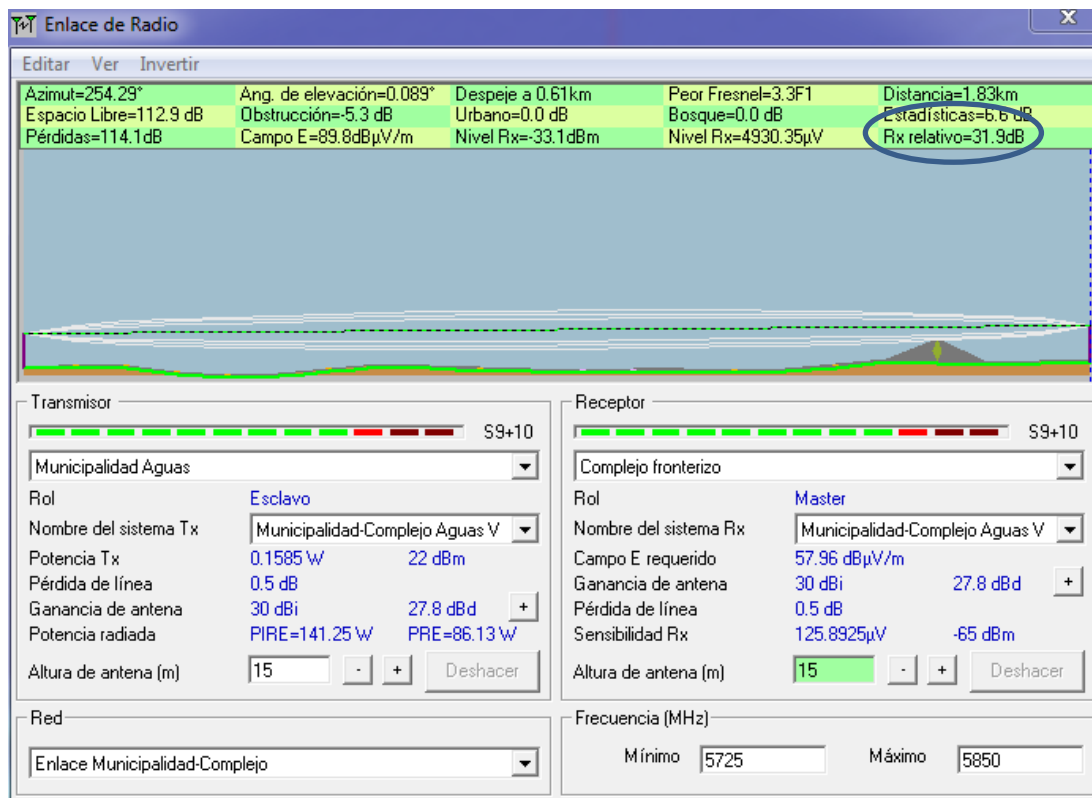 Enlace de Radio
Editar Ver Invertir
Azimut=254.29° Ang. de elevación=0.089° Despeje a 0.61km Peor Fresnel=3.3F1 Distancia=1.83km
Espacio Libre=112.9 dB Obstrucción=-5.3 dB Urbano=0.0 dB Bosque=0.0 dB Estadísticas=6.6 dB
Pérdidas=114.1dB Campo E=89.8dBµV/m Nivel Rx=-33.1dBm Nivel Rx=4930.35µV Rx relativo=31.9dB
Transmisor
S9+10
Municipalidad Aguas
Rol Esclavo
Nombre del sistema Tx Municipalidad-Complejo Aguas V
Potencia Tx 0.1585 W 22 dBm
Pérdida de línea 0.5 dB
Ganancia de antena 30 dBi 27.8 dBd +
Potencia radiada PIRE=141.25 W PRE=86.13 W
Altura de antena (m) 15 - + Deshacer
Receptor
S9+10
Complejo fronterizo
Rol Master
Nombre del sistema Rx Municipalidad-Complejo Aguas V
Campo E requerido 57.96 dBµV/m
Ganancia de antena 30 dBi 27.8 dBd +
Pérdida de línea 0.5 dB
Sensibilidad Rx 125.8925µV -65 dBm
Altura de antena (m) 15 - + Deshacer
Red
Enlace Municipalidad-Complejo
Frecuencia (MHz)
Mínimo 5725 Máximo 5850